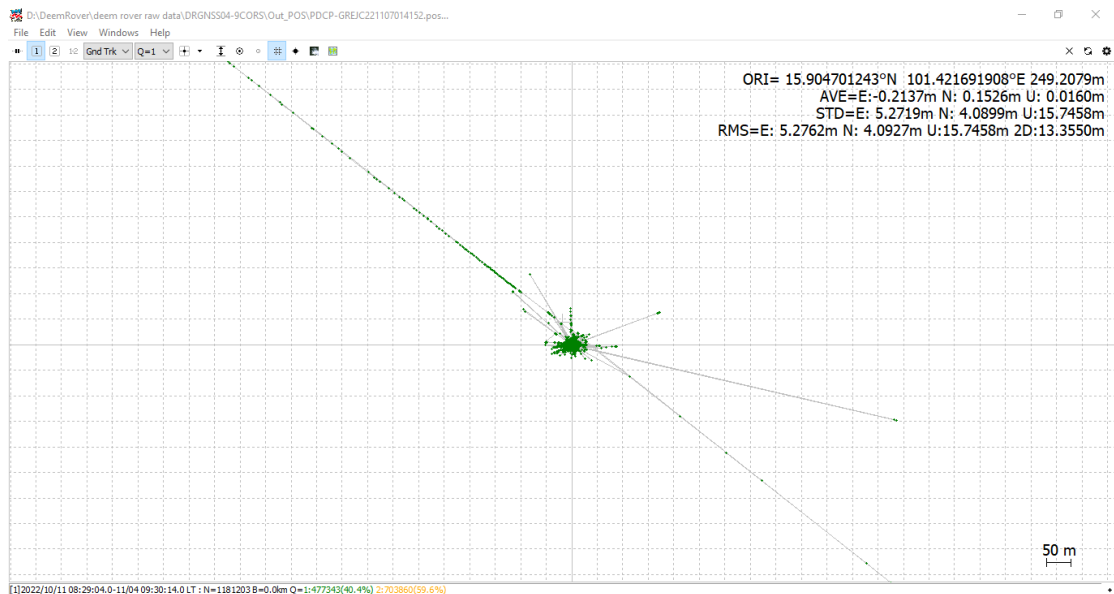 D:\DeemRover\deem rover raw data\DRGNSS04-9CORS\Out_POS\PDCP-GREJC221107014152.pos...
File Edit View Windows Help
1 2 1-2 Gnd Trk Q=1
ORI= 15.904701243°N 101.421691908°E 249.2079m
AVE=E:-0.2137m N: 0.1526m U: 0.0160m
STD=E: 5.2719m N: 4.0899m U:15.7458m
RMS=E: 5.2762m N: 4.0927m U:15.7458m 2D:13.3550m
50 m
[1]2022/10/11 08:29:04.0-11/04 09:30:14.0 LT : N=1181203 B=0.0km Q=1:477343(40.4%) 2:703860(59.6%)